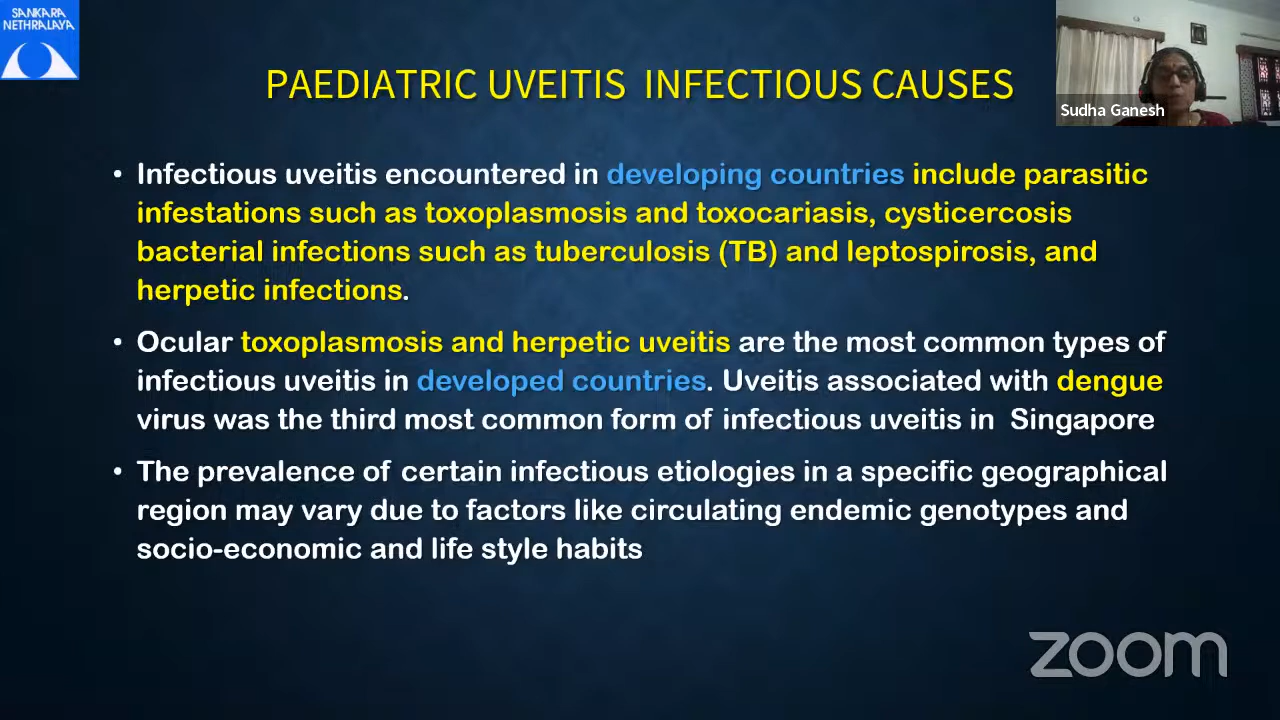 SANKARA
NETHRALAYA
PAEDIATRIC UVEITIS INFECTIOUS CAUSES
Sudha Ganesh
• Infectious uveitis encountered in developing countries include parasitic
infestations such as toxoplasmosis and toxocariasis, cysticercosis
bacterial infections such as tuberculosis (TB) and leptospirosis, and
herpetic infections.
• Ocular toxoplasmosis and herpetic uveitis are the most common types of
infectious uveitis in developed countries. Uveitis associated with dengue
virus was the third most common form of infectious uveitis in Singapore
• The prevalence of certain infectious etiologies in a specific geographical
region may vary due to factors like circulating endemic genotypes and
socio-economic and life style habits
zoom